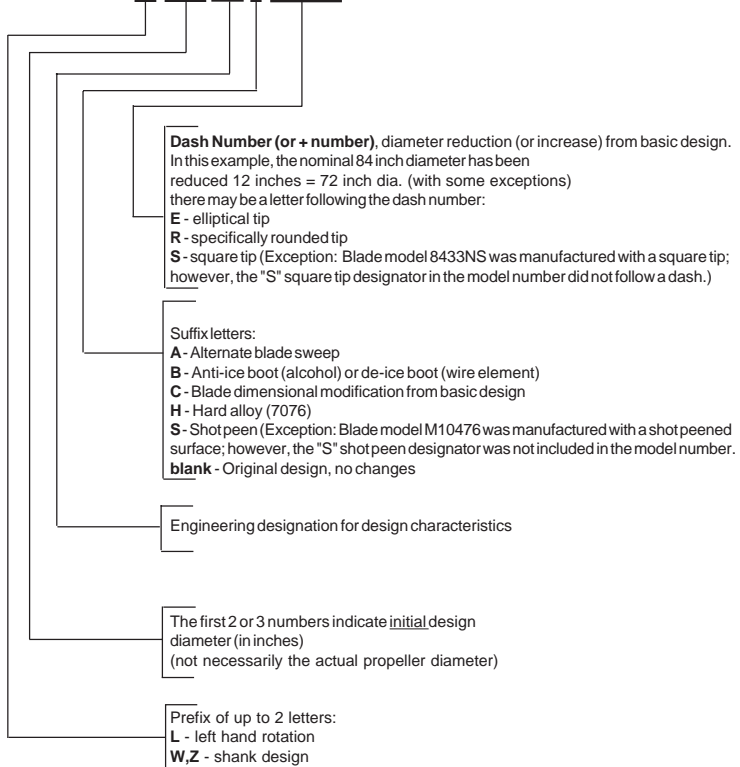 Dash Number (or + number), diameter reduction (or increase) from basic design.
In this example, the nominal 84 inch diameter has been
reduced 12 inches = 72 inch dia. (with some exceptions)
there may be a letter following the dash number:
E - elliptical tip
R - specifically rounded tip
S - square tip (Exception: Blade model 8433NS was manufactured with a square tip;
however, the "S" square tip designator in the model number did not follow a dash.)
Suffix letters:
A - Alternate blade sweep
B - Anti-ice boot (alcohol) or de-ice boot (wire element)
C - Blade dimensional modification from basic design
H - Hard alloy (7076)
S - Shot peen (Exception: Blade model M10476 was manufactured with a shot peened
surface; however, the "S" shot peen designator was not included in the model number.
blank - Original design, no changes
Engineering designation for design characteristics
The first 2 or 3 numbers indicate initial design
diameter (in inches)
(not necessarily the actual propeller diameter)
Prefix of up to 2 letters:
L - left hand rotation
W,Z - shank design